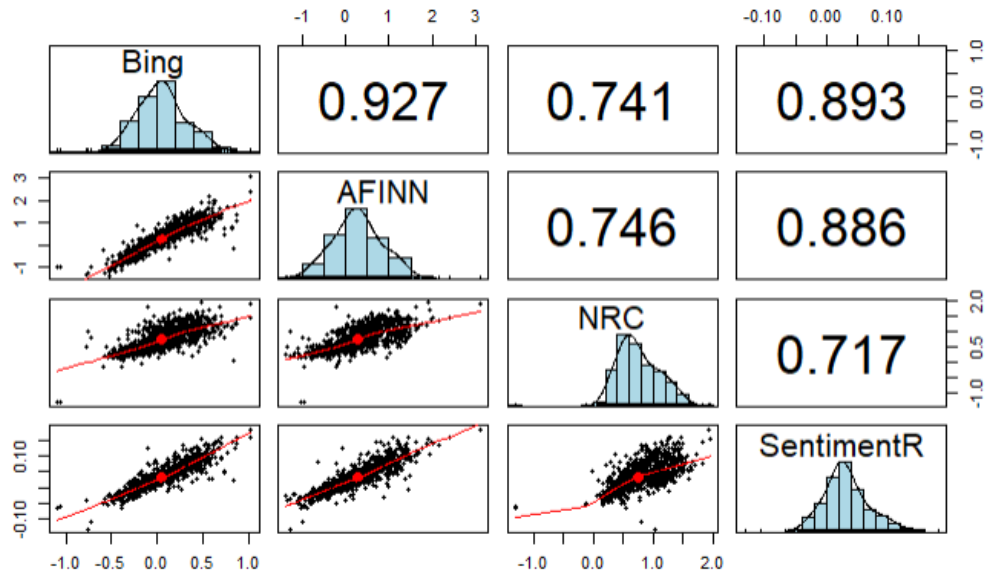 -1 0 1 2 3 -0.10 0.00 0.10
Bing 0.927 0.741 0.893 -1.0 0.0 1.0
-1 1 2 3 AFINN 0.746 0.886
NRC 0.717 -1.0 0.5 2.0
-0.10 0.10 SentimentR
-1.0 -0.5 0.0 0.5 1.0 -1.0 0.0 1.0 2.0